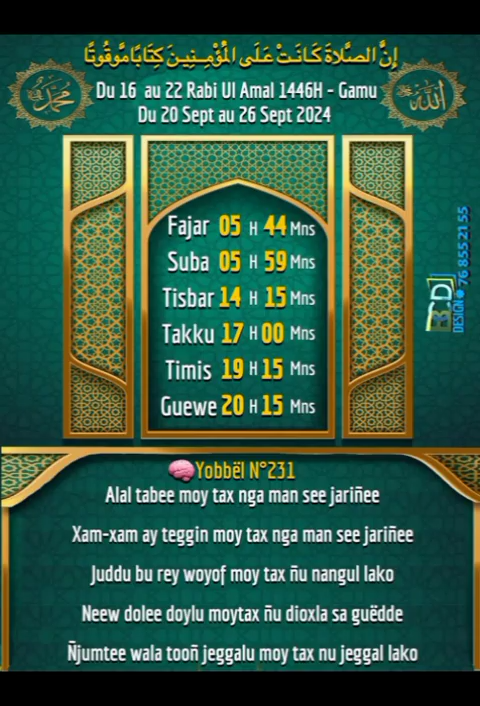 إِنَّ الصَّلَاةَ كَانَتْ عَلَى الْمُؤْمِنِينَ كِتَابًا مَّوْقُوتًا
محمد
الله
Du 16 au 22 Rabi Ul Amal 1446H - Gamu
Du 20 Sept au 26 Sept 2024
Fajar 05 H 44 Mns
Suba 05 H 59 Mns
Tisbar 14 H 15 Mns
Takku 17 H 00 Mns
Timis 19 H 15 Mns
Guewe 20 H 15 Mns
B.D DESIGN 76 855 21 55
Yobbël N°231
Alal tabee moy tax nga man see jariñee
Xam-xam ay teggin moy tax nga man see jariñee
Juddu bu rey woyof moy tax ñu nangul lako
Neew dolee doylu moytax ñu dioxla sa guëdde
Ñjumtee wala tooñ jeggalu moy tax nu jeggal lako